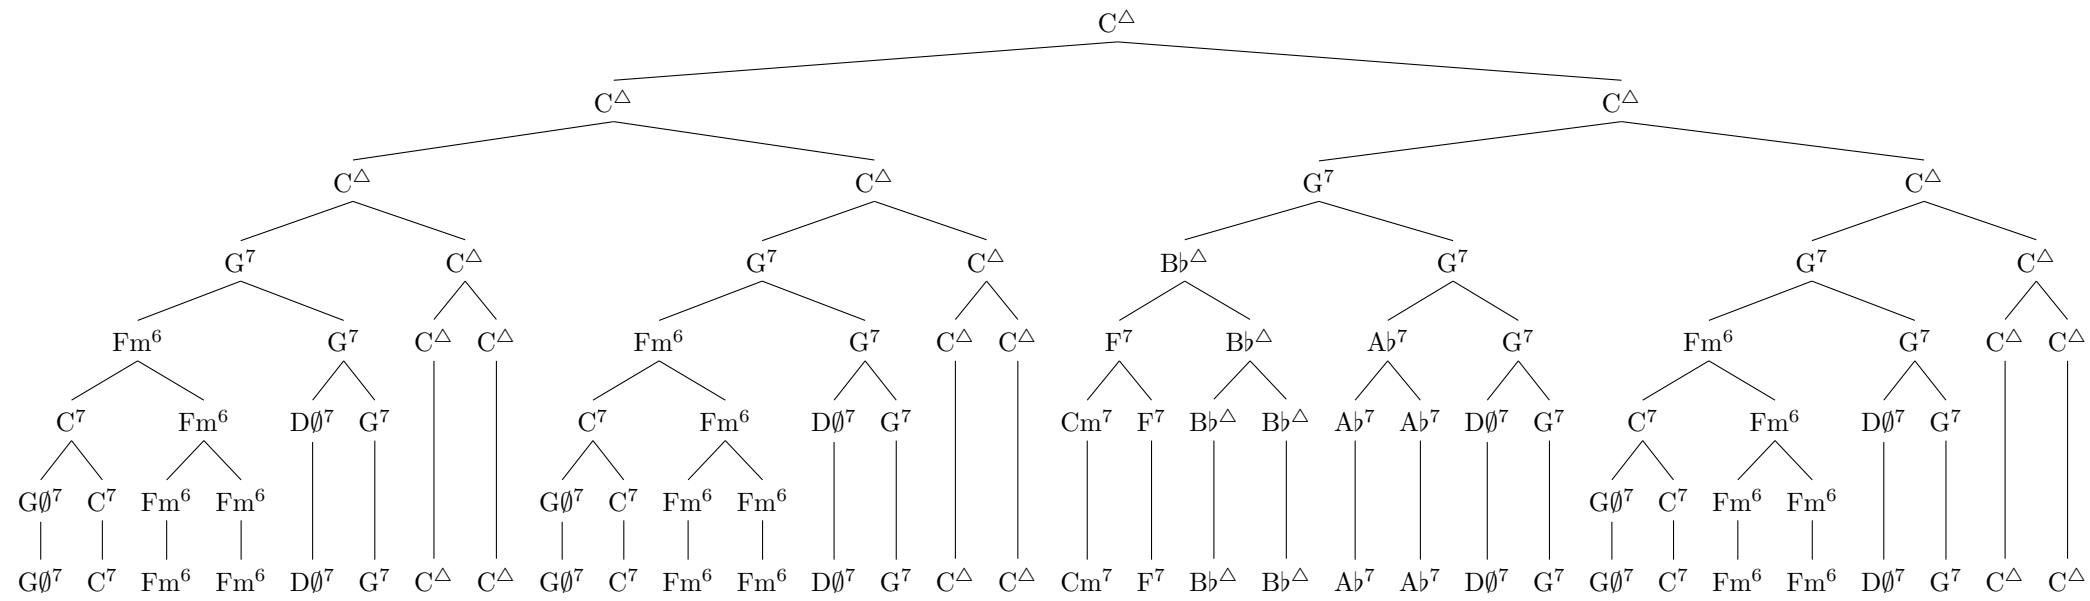 C△
C△ C△
C△ C△ G⁷ C△
G⁷ C△ G⁷ C△ B♭△ G⁷ G⁷ C△
Fm⁶ G⁷ C△ C△ Fm⁶ G⁷ C△ C△ F⁷ B♭△ A♭⁷ G⁷ Fm⁶ G⁷ C△ C△
C⁷ Fm⁶ D∅⁷ G⁷ C⁷ Fm⁶ D∅⁷ G⁷ Cm⁷ F⁷ B♭△ B♭△ A♭⁷ A♭⁷ D∅⁷ G⁷ C⁷ Fm⁶ D∅⁷ G⁷
G∅⁷ C⁷ Fm⁶ Fm⁶ G∅⁷ C⁷ Fm⁶ Fm⁶ G∅⁷ C⁷ Fm⁶ Fm⁶
G∅⁷ C⁷ Fm⁶ Fm⁶ D∅⁷ G⁷ C△ C△ G∅⁷ C⁷ Fm⁶ Fm⁶ D∅⁷ G⁷ C△ C△ Cm⁷ F⁷ B♭△ B♭△ A♭⁷ A♭⁷ D∅⁷ G⁷ G∅⁷ C⁷ Fm⁶ Fm⁶ D∅⁷ G⁷ C△ C△